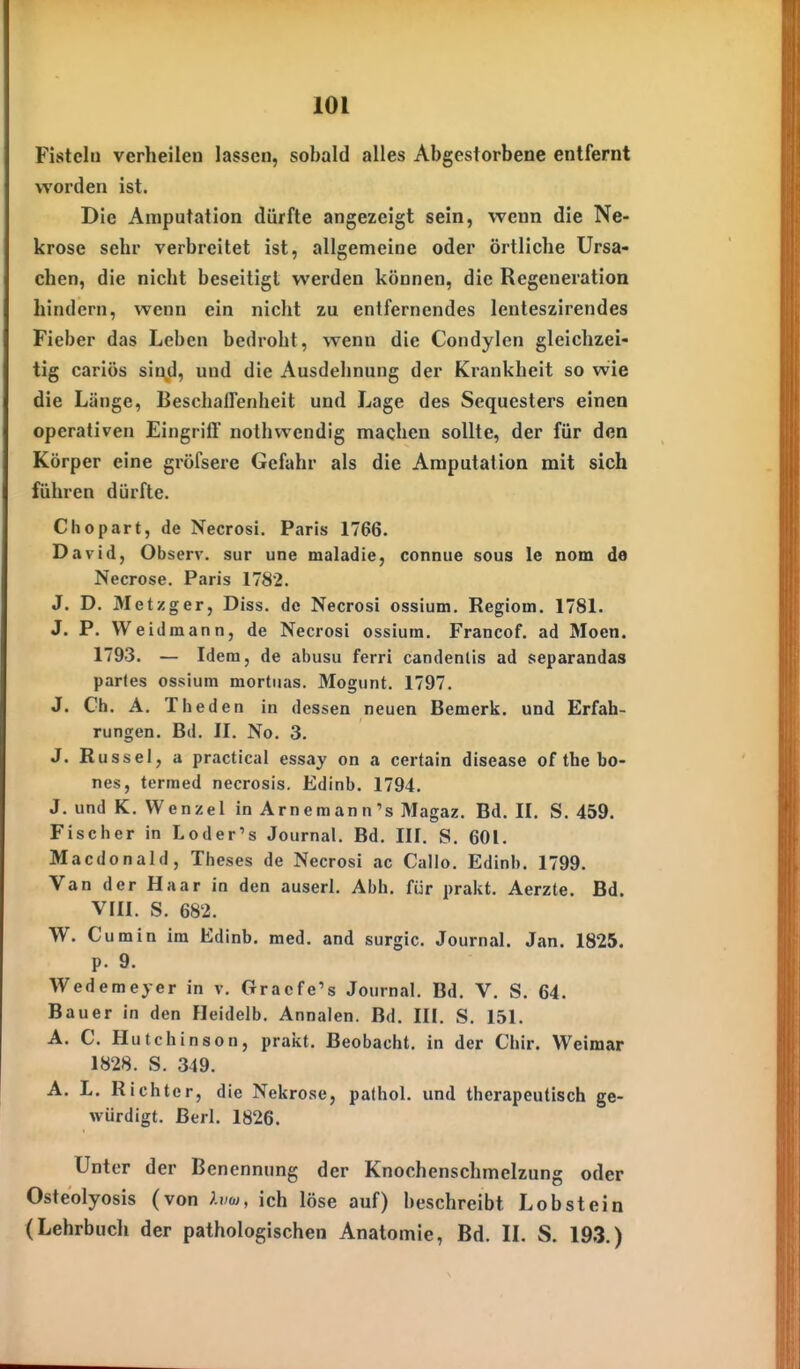 101
Fisteln verheilen lassen, sobald alles Abgestorbene entfernt
worden ist.
Die Amputation dürfte angezeigt sein, wenn die Ne-
krose sehr verbreitet ist, allgemeine oder örtliche Ursa-
chen, die nicht beseitigt werden können, die Regeneration
hindern, wenn ein nicht zu entfernendes lenteszirendes
Fieber das Leben bedroht, wenn die Condylen gleichzei-
tig cariös sind, und die Ausdehnung der Krankheit so wie
die Länge, Beschaffenheit und Lage des Sequesters einen
operativen Eingriff nothwendig machen sollte, der für den
Körper eine gröfsere Gefahr als die Amputation mit sich
führen dürfte.
Chopart, de Necrosi. Paris 1766.
David, Observ. sur une maladie, connue sous le nom de
Necrose. Paris 1782.
J. D. Metzger, Diss. de Necrosi ossium. Regiom. 1781.
J. P. Weidmann, de Necrosi ossium. Francof. ad Moen.
1793. — Idem, de abusu ferri candentis ad separandas
partes ossium mortuas. Mogunt. 1797.
J. Ch. A. Theden in dessen neuen Bemerk. und Erfah-
rungen. Bd. II. No. 3.
J. Russel, a practical essay on a certain disease of the bo-
nes, termed necrosis. Edinb. 1794.
J. und K. Wenzel in Arnemann's Magaz. Bd. II. S. 459.
Fischer in Loder's Journal. Bd. III. S. 601.
Macdonald, Theses de Necrosi ac Callo. Edinb. 1799.
Van der Haar in den auserl. Abh. für prakt. Aerzte. Bd.
VIII. S. 682.
W. Cumin im Edinb. med. and surgic. Journal. Jan. 1825.
p. 9.
Wedemeyer in v. Graefe's Journal. Bd. V. S. 64.
Bauer in den Heidelb. Annalen. Bd. III. S. 151.
A. C. Hutchinson, prakt. Beobacht. in der Chir. Weimar
1828. S. 349.
A. L. Richter, die Nekrose, pathol. und therapeutisch ge-
würdigt. Berl. 1826.
Unter der Benennung der Knochenschmelzung oder
Osteolyosis (von λυω, ich löse auf) beschreibt Lobstein
(Lehrbuch der pathologischen Anatomie, Bd. II. S. 193.)